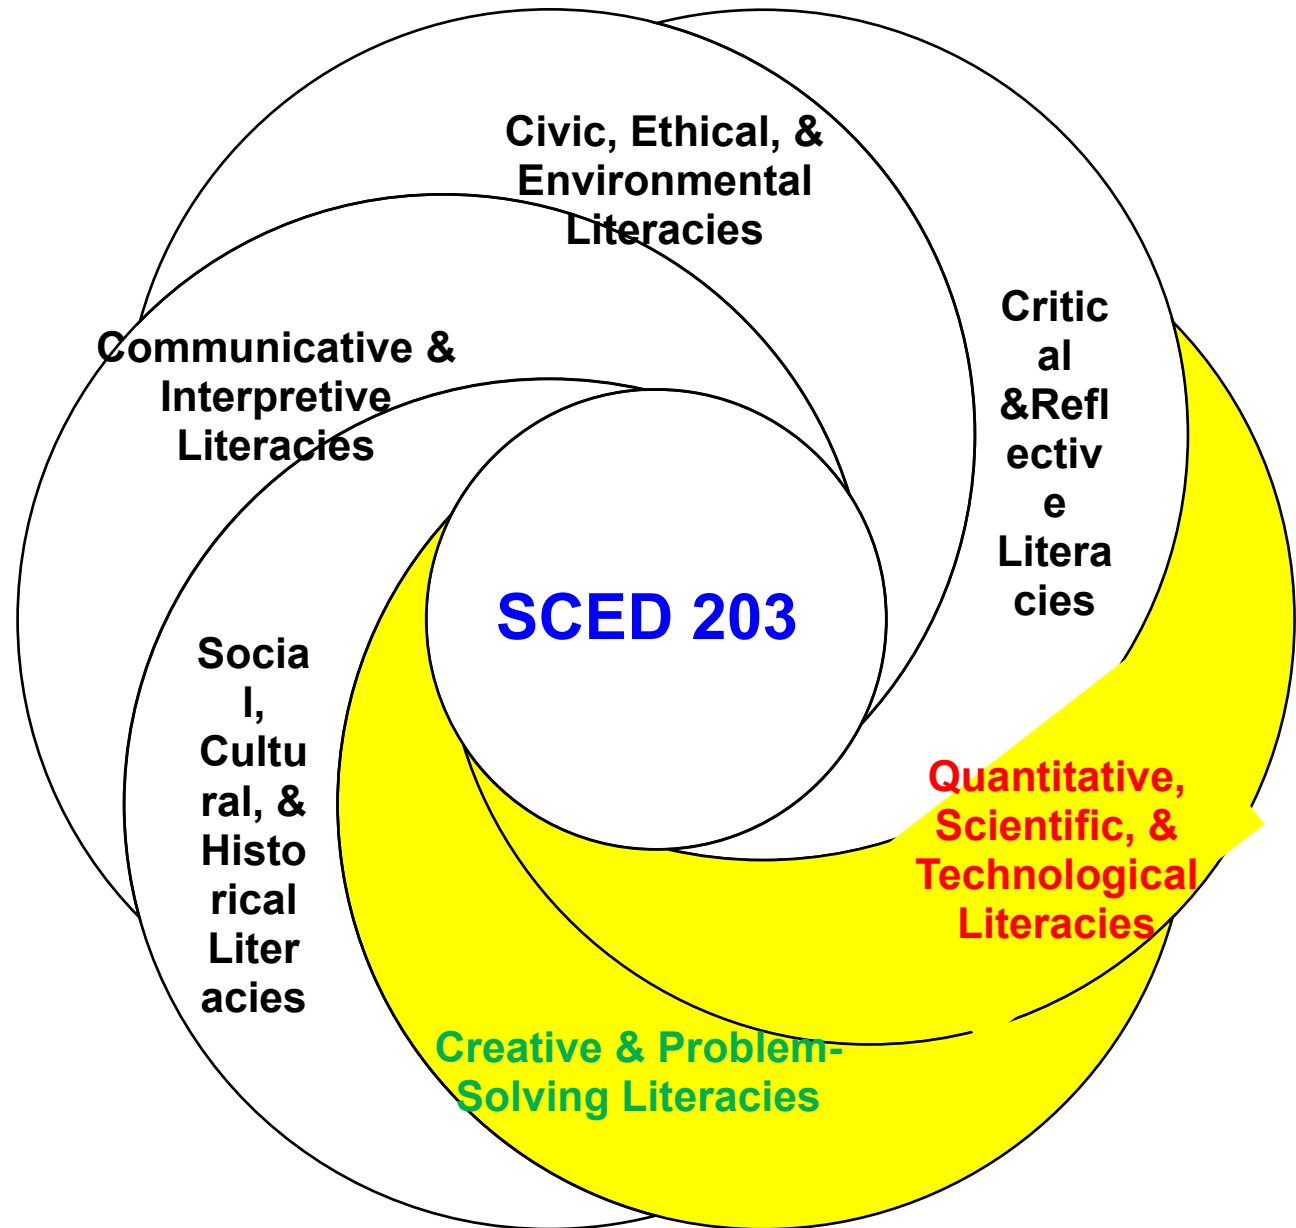 Civic, Ethical, &
Environmental
Literacies
Critic
al
&Refl
ectiv
e
Litera
cies
Communicative &
Interpretive
Literacies
SCED 203
Socia
l,
Cultu
ral, &
Histo
rical
Liter
acies
Quantitative,
Scientific, &
Technological
Literacies
Creative & Problem-
Solving Literacies